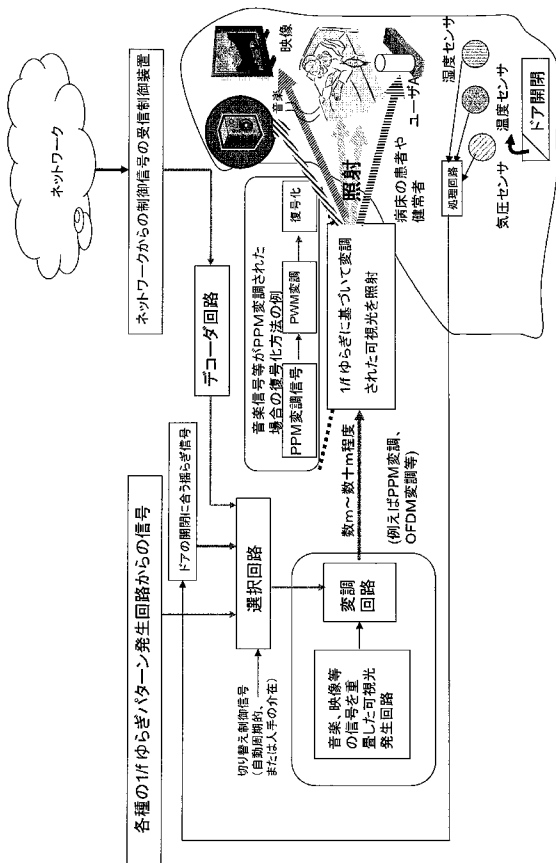 ネットワーク
ネットワークからの制御信号の受信制御装置
デコーダ回路
各種の1/fゆらぎパターン発生回路からの信号
ドアの開閉に合う揺らぎ信号
選択回路
切り替え制御信号
(自動周期的、
または人手の介在)
変調
回路
音楽、映像等
の信号を重
畳した可視光
発生回路
数m～数十m程度
(例えばPPM変調、
OFDM変調等)
音楽信号等がPPM変調された
場合の復号化方法の例
PPM変調信号
PWM変調
復号化
1/fゆらぎに基づいて変調
された可視光を照射
照射
音楽
映像
ユーザA
病床の患者や
健常者
処理回路
湿度センサ
温度センサ
気圧センサ
ドア開閉